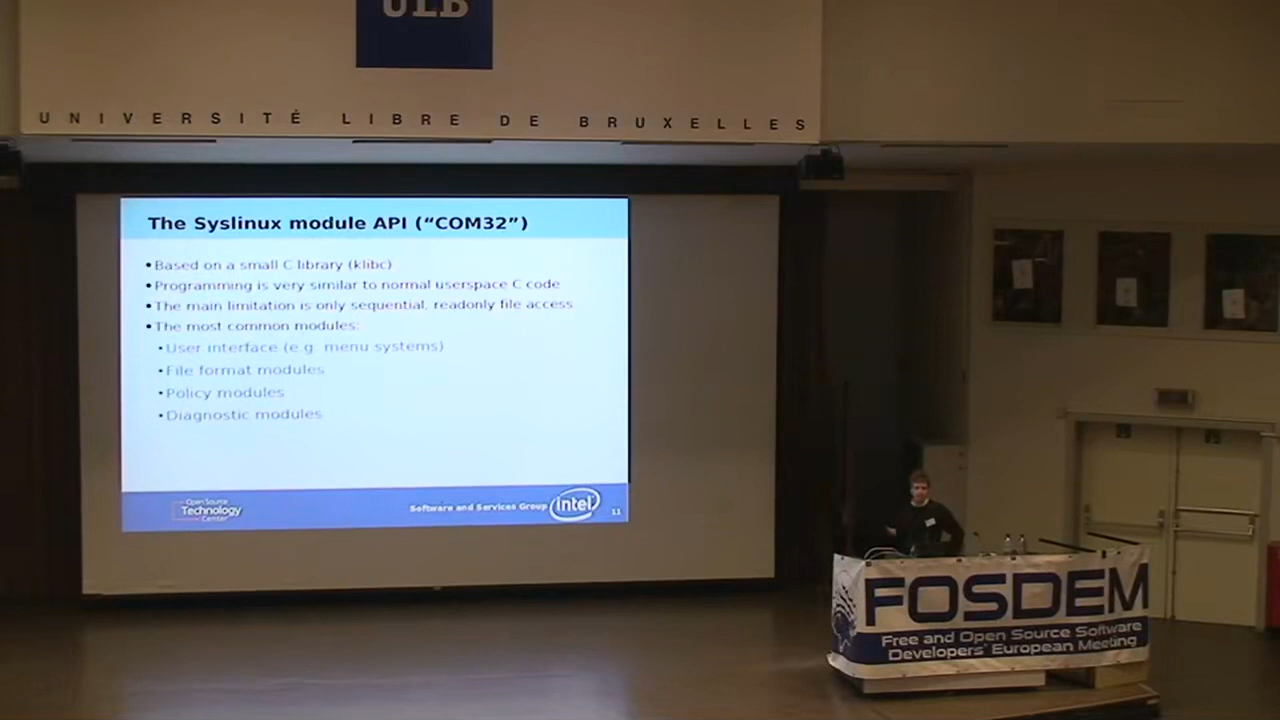 ULB
UNIVERSITÉ LIBRE DE BRUXELLES
The Syslinux module API (“COM32”)
•Based on a small C library (klibc)
•Programming is very similar to normal userspace C code
•The main limitation is only sequential, readonly file access
•The most common modules:
•User interface (e.g. menu systems)
•File format modules
•Policy modules
•Diagnostic modules
Open Source
Technology
Center
Software and Services Group
intel
11
FOSDEM
Free and Open Source Software
Developers' European Meeting